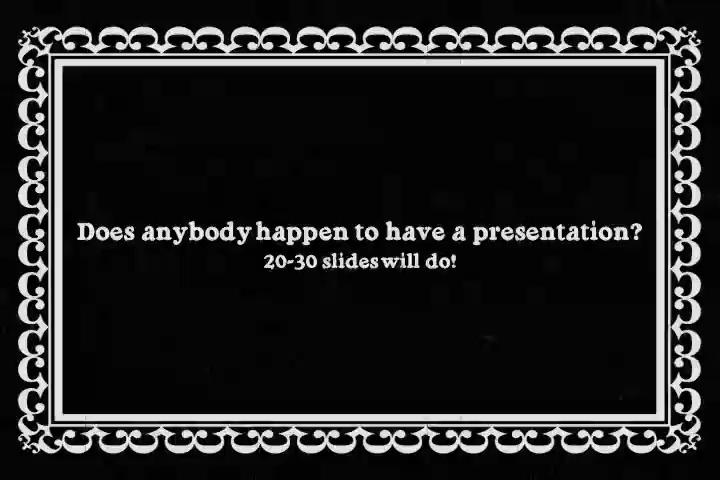 Does anybody happen to have a presentation?
20-30 slides will do!